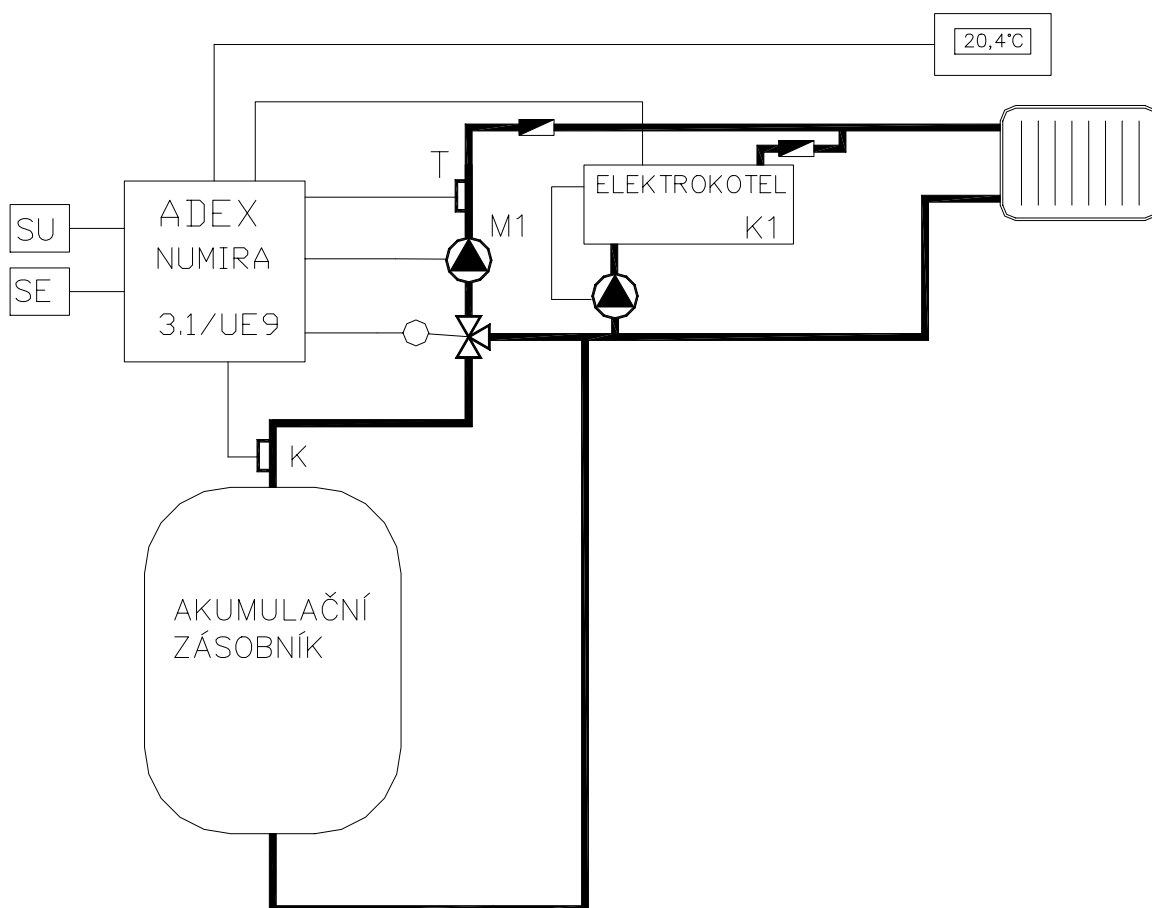 20,4°C
T
ELEKTROKOTEL
K1
ADEX
NUMIRA
3.1/UE9
SU
SE
M1
K
AKUMULAČNÍ
ZÁSOBNÍK